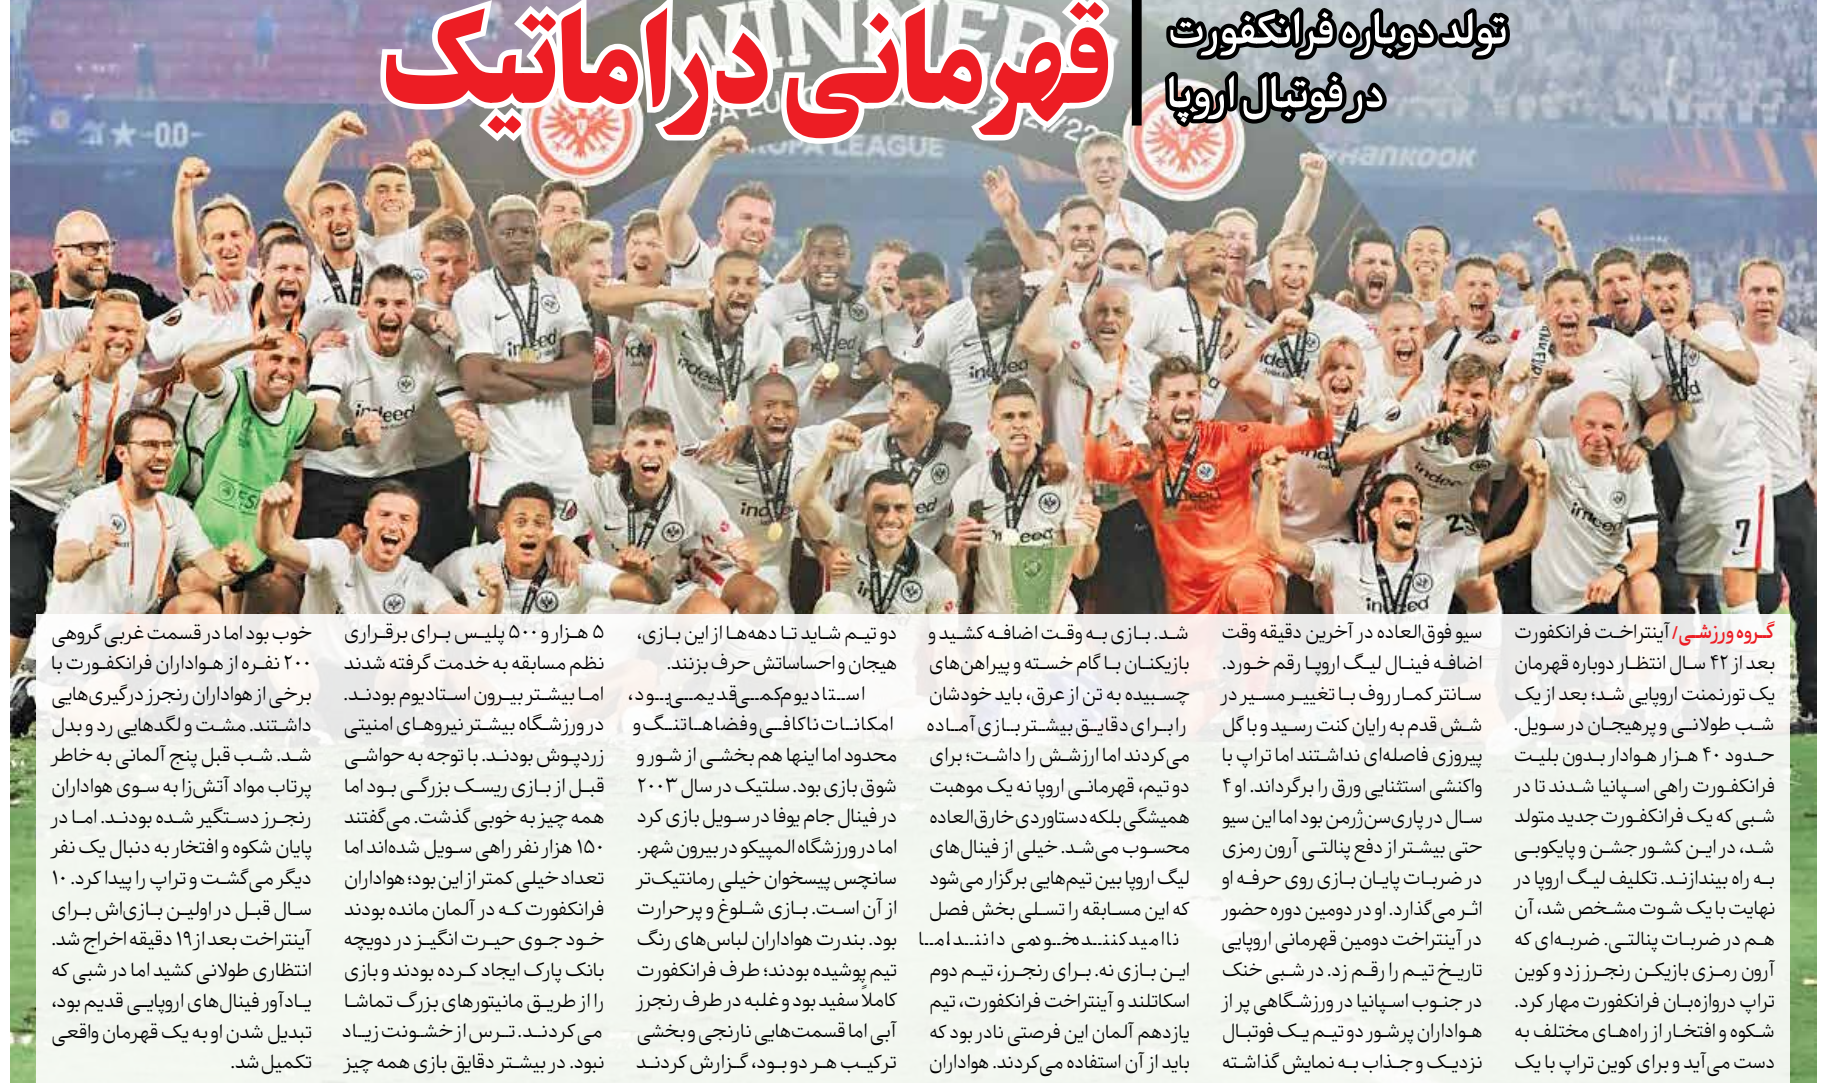 تولد دوباره فرانکفورت
در فوتبال اروپا
قهرمانی دراماتیک
گروه ورزشی/ آینتراخت فرانکفورت
بعد از ۴۲ سال انتظار دوباره قهرمان
یک تورنمنت اروپایی شد؛ بعد از یک
شب طولانی و پرهیجان در سویل.
حدود ۴۰ هزار هوادار بدون بلیت
فرانکفورت راهی اسپانیا شدند تا در
شبی که یک فرانکفورت جدید متولد
شد، در این کشور جشن و پایکوبی
به راه بیندازند. تکلیف لیگ اروپا در
نهایت با یک شوت مشخص شد، آن
هم در ضربات پنالتی. ضربه‌ای که
آرون رمزی بازیکن رنجرز زد و کوین
تراپ دروازه‌بان فرانکفورت مهار کرد.
شکوه و افتخار از راه‌های مختلف به
دست می‌آید و برای کوین تراپ با یک
سیو فوق‌العاده در آخرین دقیقه وقت
اضافه فینال لیگ اروپا رقم خورد.
سانتر کمار روف با تغییر مسیر در
شش قدم به رایان کنت رسید و با گل
پیروزی فاصله‌ای نداشتند اما تراپ با
واکنشی استثنایی ورق را برگرداند. او ۴
سال در پاری‌سن‌ژرمن بود اما این سیو
حتی بیشتر از دفع پنالتی آرون رمزی
در ضربات پایان بازی روی حرفه او
اثر می‌گذارد. او در دومین دوره حضور
در آینتراخت دومین قهرمانی اروپایی
تاریخ تیم را رقم زد. در شبی خنک
در جنوب اسپانیا در ورزشگاهی پر از
هواداران پرشور دو تیم یک فوتبال
نزدیک و جذاب به نمایش گذاشته
شد. بازی به وقت اضافه کشید و
بازیکنان با گام خسته و پیراهن‌های
چسبیده به تن از عرق، باید خودشان
را برای دقایق بیشتر بازی آماده
می‌کردند اما ارزشش را داشت؛ برای
دو تیم، قهرمانی اروپا نه یک موهبت
همیشگی بلکه دستاوردی خارق‌العاده
محسوب می‌شد. خیلی از فینال‌های
لیگ اروپا بین تیم‌هایی برگزار می‌شود
که این مسابقه را تسلی بخش فصل
ناامیدکننده خود می دانند اما
این بازی نه. برای رنجرز، تیم دوم
اسکاتلند و آینتراخت فرانکفورت، تیم
یازدهم آلمان این فرصتی نادر بود که
باید از آن استفاده می‌کردند. هواداران
دو تیم شاید تا دهه‌ها از این بازی،
هیجان و احساساتش حرف بزنند.
استادیوم کمی قدیمی بود،
امکانات ناکافی و فضاها تنگ و
محدود اما اینها هم بخشی از شور و
شوق بازی بود. سلتیک در سال ۲۰۰۳
در فینال جام یوفا در سویل بازی کرد
اما در ورزشگاه المپیکو در بیرون شهر.
سانچس پیسخوان خیلی رمانتیک‌تر
از آن است. بازی شلوغ و پرحرارت
بود. بندرت هواداران لباس‌های رنگ
تیم پوشیده بودند؛ طرف فرانکفورت
کاملاً سفید بود و غلبه در طرف رنجرز
آبی اما قسمت‌هایی نارنجی و بخشی
ترکیب هر دو بود، گزارش کردند
۵ هزار و ۵۰۰ پلیس برای برقراری
نظم مسابقه به خدمت گرفته شدند
اما بیشتر بیرون استادیوم بودند.
در ورزشگاه بیشتر نیروهای امنیتی
زردپوش بودند. با توجه به حواشی
قبل از بازی ریسک بزرگی بود اما
همه چیز به خوبی گذشت. می‌گفتند
۱۵۰ هزار نفر راهی سویل شده‌اند اما
تعداد خیلی کمتر از این بود؛ هواداران
فرانکفورت که در آلمان مانده بودند
خود جوی حیرت انگیز در دویچه
بانک پارک ایجاد کرده بودند و بازی
را از طریق مانیتورهای بزرگ تماشا
می کردند. ترس از خشونت زیاد
نبود. در بیشتر دقایق بازی همه چیز
خوب بود اما در قسمت غربی گروهی
۲۰۰ نفره از هواداران فرانکفورت با
برخی از هواداران رنجرز درگیری‌هایی
داشتند. مشت و لگدهایی رد و بدل
شد. شب قبل پنج آلمانی به خاطر
پرتاب مواد آتش‌زا به سوی هواداران
رنجرز دستگیر شده بودند. اما در
پایان شکوه و افتخار به دنبال یک نفر
دیگر می‌گشت و تراپ را پیدا کرد. ۱۰
سال قبل در اولین بازی‌اش برای
آینتراخت بعد از ۱۹ دقیقه اخراج شد.
انتظاری طولانی کشید اما در شبی که
یادآور فینال‌های اروپایی قدیم بود،
تبدیل شدن او به یک قهرمان واقعی
تکمیل شد.
WINNERS
EUROPA LEAGUE
HANKOOK
indeed
7